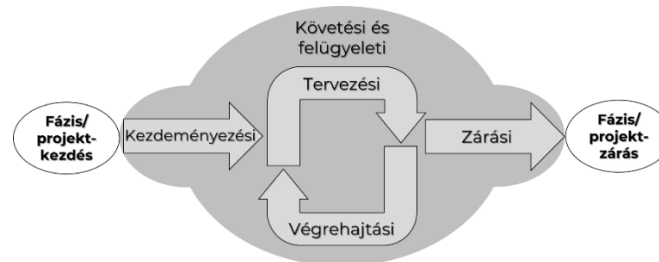 Követési és
felügyeleti
Tervezési
Fázis/
projekt-
kezdés
Kezdeményezési
Zárási
Fázis/
projekt-
zárás
Végrehajtási